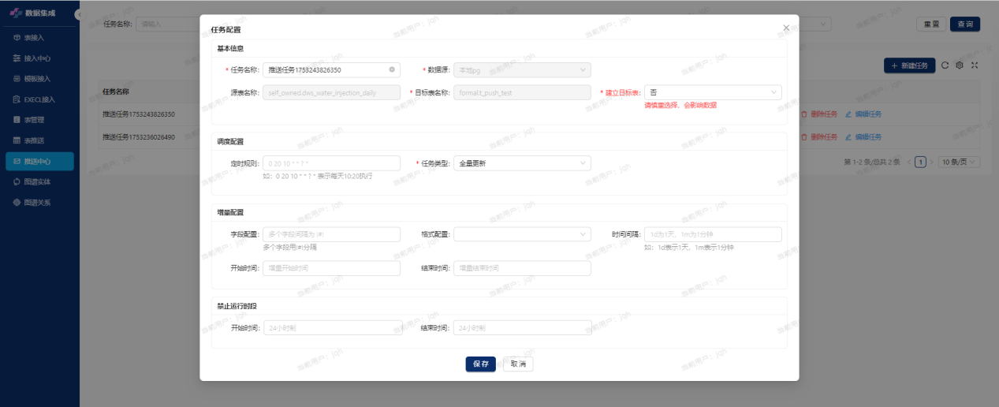 数据集成
表接入
接入中心
模板接入
EXECL接入
表管理
表推送
推送中心
图谱实体
图谱关系
任务名称: 请输入
重置 查询
+ 新建任务
任务名称
推送任务1753243826350
删除任务 编辑任务
推送任务1753236026490
删除任务 编辑任务
第 1-2 条/总共 2 条 < 1 > 10 条/页
任务配置
基本信息
* 任务名称: 推送任务1753243826350
* 数据源: 本地pg
源表名称: self_owned.dws_water_injection_daily
* 目标表名称: formal.t_push_test
* 建立目标表: 否
请慎重选择，会影响数据
调度配置
定时规则: 0 20 10 * * ? *
如：0 20 10 * * ? * 表示每天10:20执行
* 任务类型: 全量更新
增量配置
字段配置: 多个字段间隔为 |#|
多个字段用|#|分隔
格式配置:
时间间隔: 1d为1天，1m为1分钟
如：1d表示1天，1m表示1分钟
开始时间: 增量开始时间
结束时间: 增量结束时间
禁止运行时段
开始时间: 24小时制
结束时间: 24小时制
保存 取消
当前用户：jqh